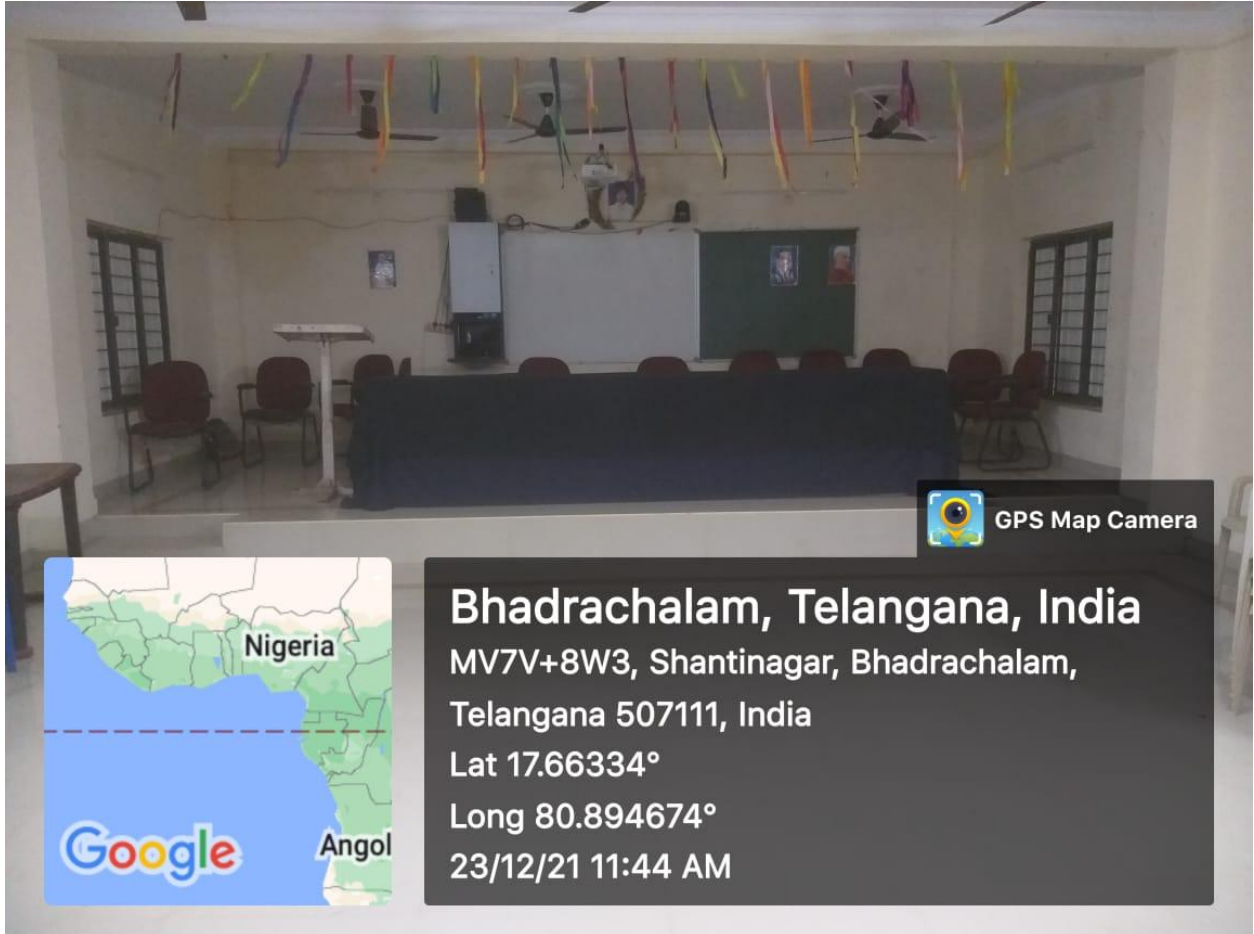 GPS Map Camera
Nigeria
Angol
Google
Bhadrachalam, Telangana, India
MV7V+8W3, Shantinagar, Bhadrachalam,
Telangana 507111, India
Lat 17.66334°
Long 80.894674°
23/12/21 11:44 AM